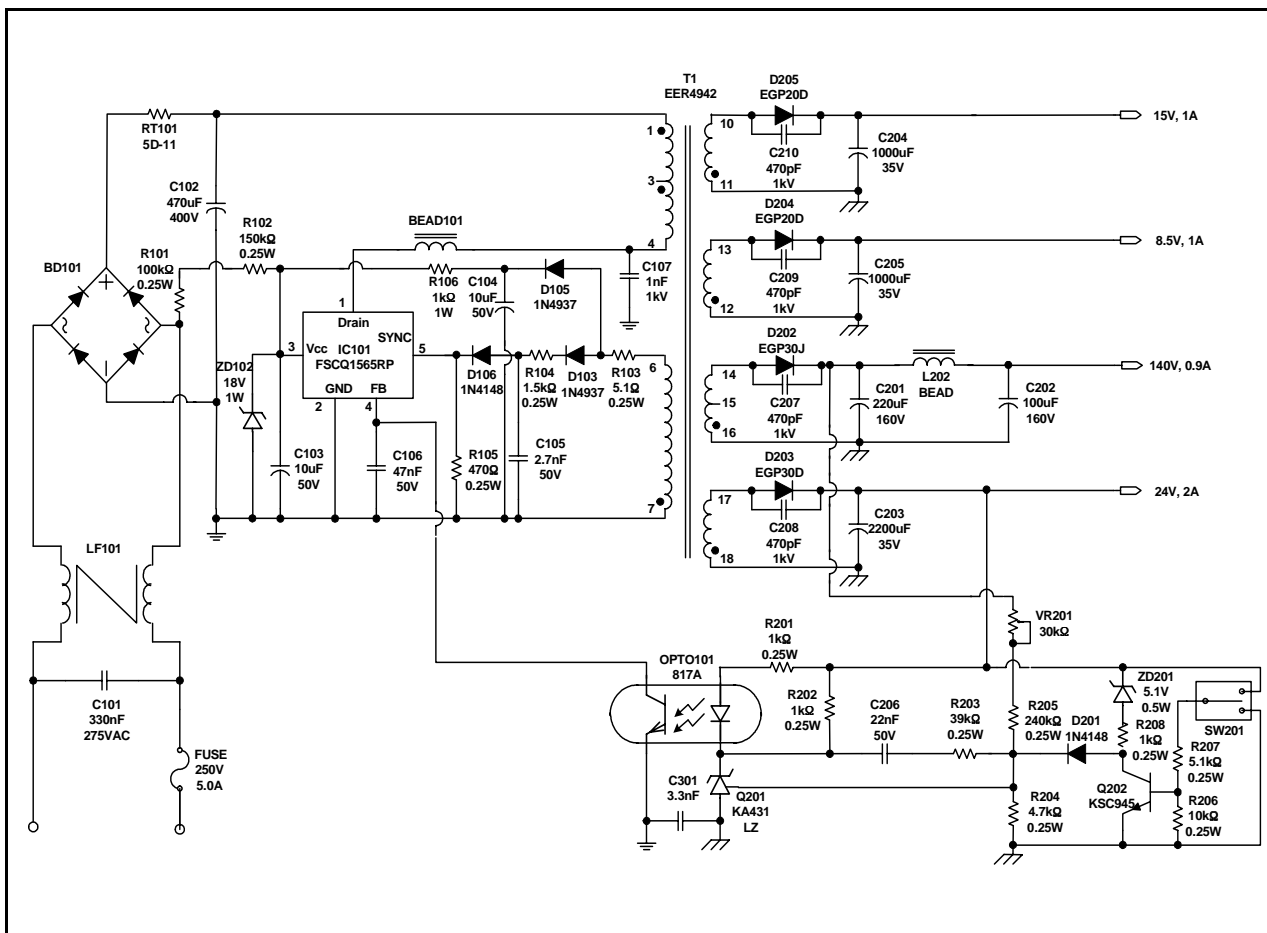 T1
EER4942
RT101
5D-11
C102
470uF
400V
R101
100kΩ
0.25W
R102
150kΩ
0.25W
BD101
BEAD101
1
3
4
R106
1kΩ
1W
C104
10uF
50V
D105
1N4937
C107
1nF
1kV
1
Drain
SYNC
3
Vcc
IC101
FSCQ1565RP
5
GND
FB
2
4
D106
1N4148
R104
1.5kΩ
0.25W
D103
1N4937
R103
5.1Ω
0.25W
6
7
ZD102
18V
1W
C103
10uF
50V
C106
47nF
50V
R105
470Ω
0.25W
C105
2.7nF
50V
LF101
C101
330nF
275VAC
FUSE
250V
5.0A
D205
EGP20D
10
11
C210
470pF
1kV
C204
1000uF
35V
15V, 1A
D204
EGP20D
13
12
C209
470pF
1kV
C205
1000uF
35V
8.5V, 1A
D202
EGP30J
14
15
16
C207
470pF
1kV
C201
220uF
160V
L202
BEAD
C202
100uF
160V
140V, 0.9A
D203
EGP30D
17
18
C208
470pF
1kV
C203
2200uF
35V
24V, 2A
VR201
30kΩ
OPTO101
817A
R201
1kΩ
0.25W
R202
1kΩ
0.25W
C206
22nF
50V
R203
39kΩ
0.25W
R205
240kΩ
0.25W
D201
1N4148
ZD201
5.1V
0.5W
R208
1kΩ
0.25W
SW201
R207
5.1kΩ
0.25W
C301
3.3nF
Q201
KA431
LZ
R204
4.7kΩ
0.25W
Q202
KSC945
R206
10kΩ
0.25W